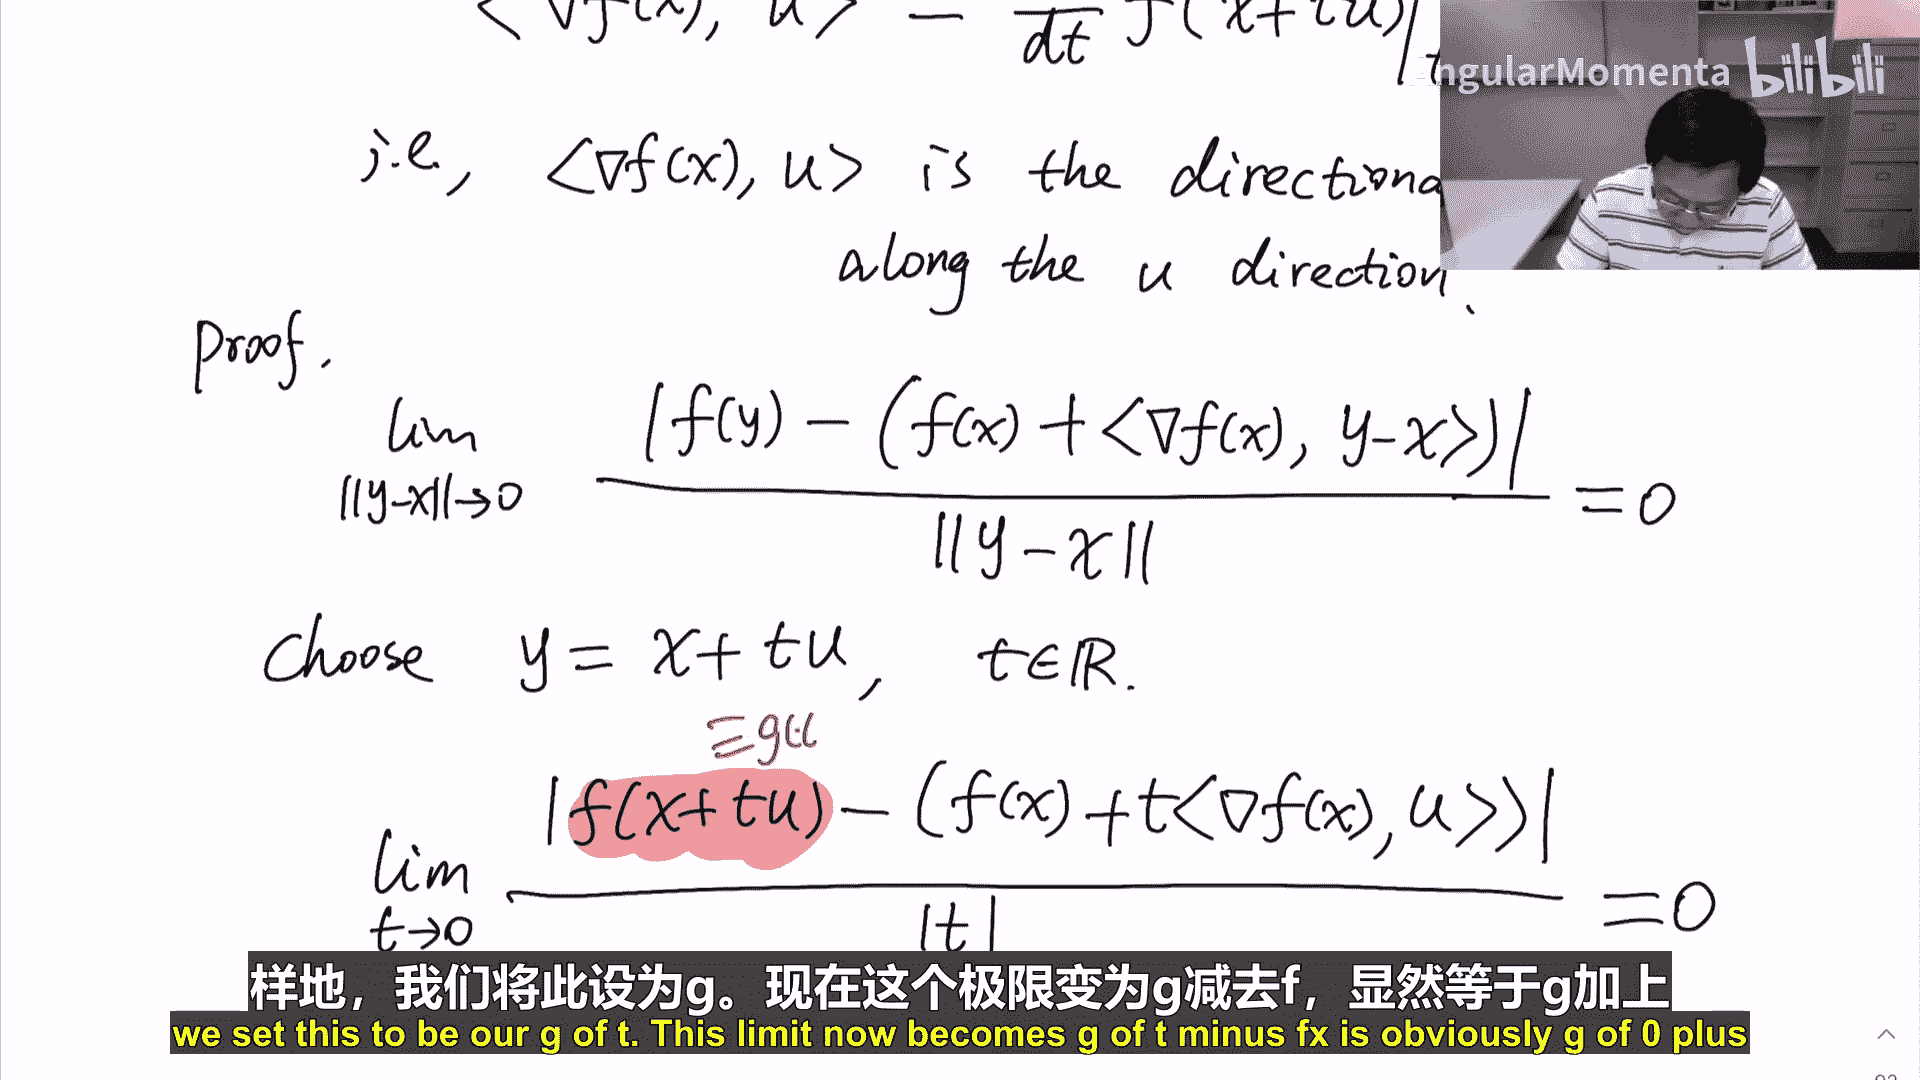 <∇f(x), u> = d/dt f(x+tu)|
i.e., <∇f(x), u> is the directiona
along the u direction.
Proof.
lim ||y-x||→0 |f(y) - (f(x) + <∇f(x), y-x>)| / ||y-x|| = 0
Choose y = x+tu, t∈ℝ.
≡g(t
lim t→0 |f(x+tu) - (f(x) + t<∇f(x), u>)| / |t| = 0
ngularMomenta bilibili
样地，我们将此设为g。现在这个极限变为g减去f，显然等于g加上
we set this to be our g of t. This limit now becomes g of t minus fx is obviously g of 0 plus